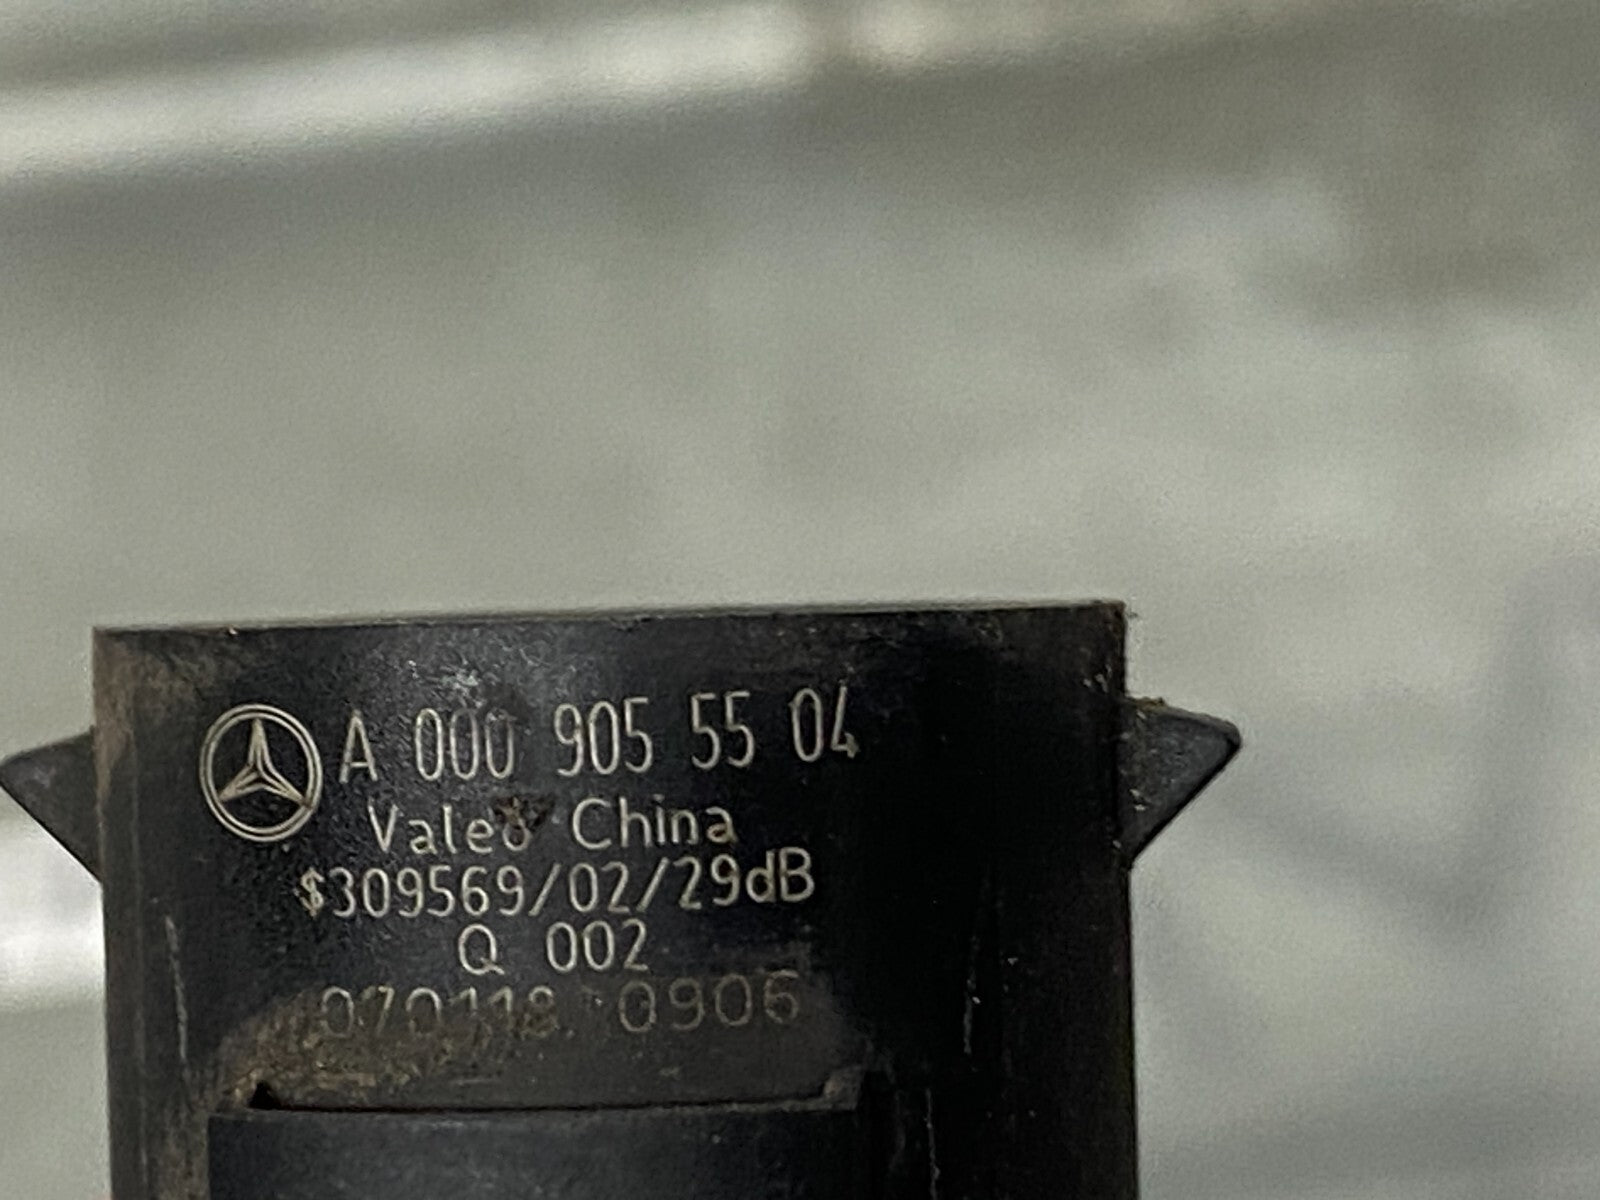 A 000 905 55 04
Valeo China
$309569/02/29dB
Q 002
070118 0906